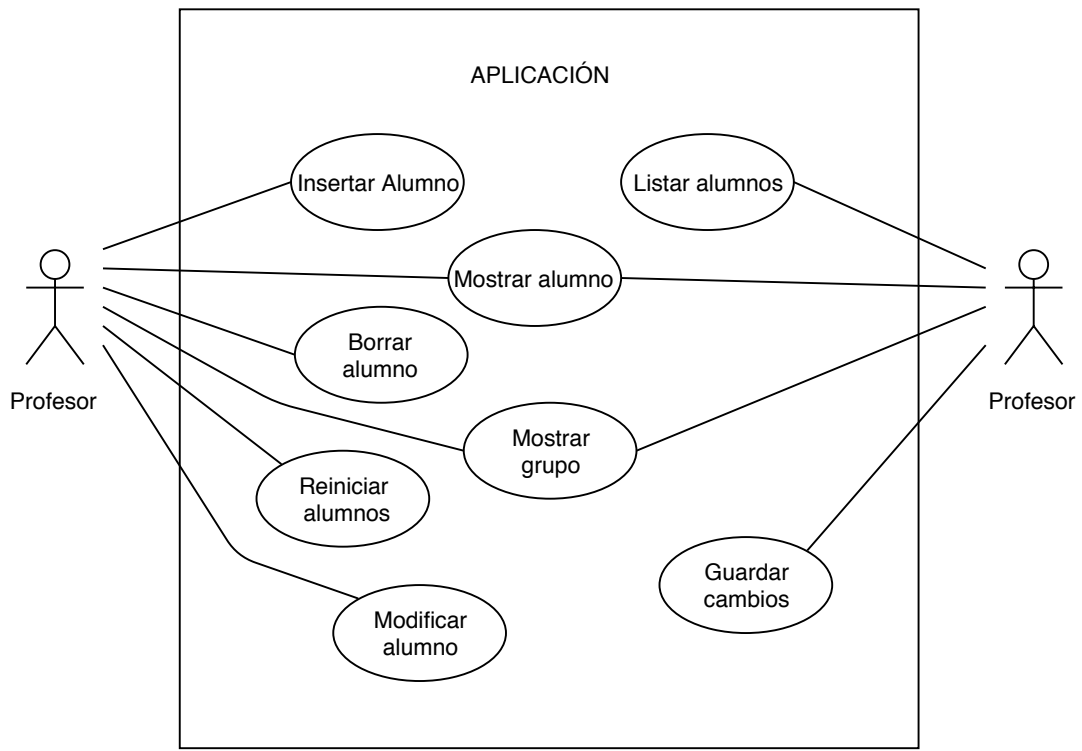 APLICACIÓN
Insertar Alumno
Listar alumnos
Mostrar alumno
Borrar
alumno
Profesor
Profesor
Mostrar
grupo
Reiniciar
alumnos
Guardar
cambios
Modificar
alumno